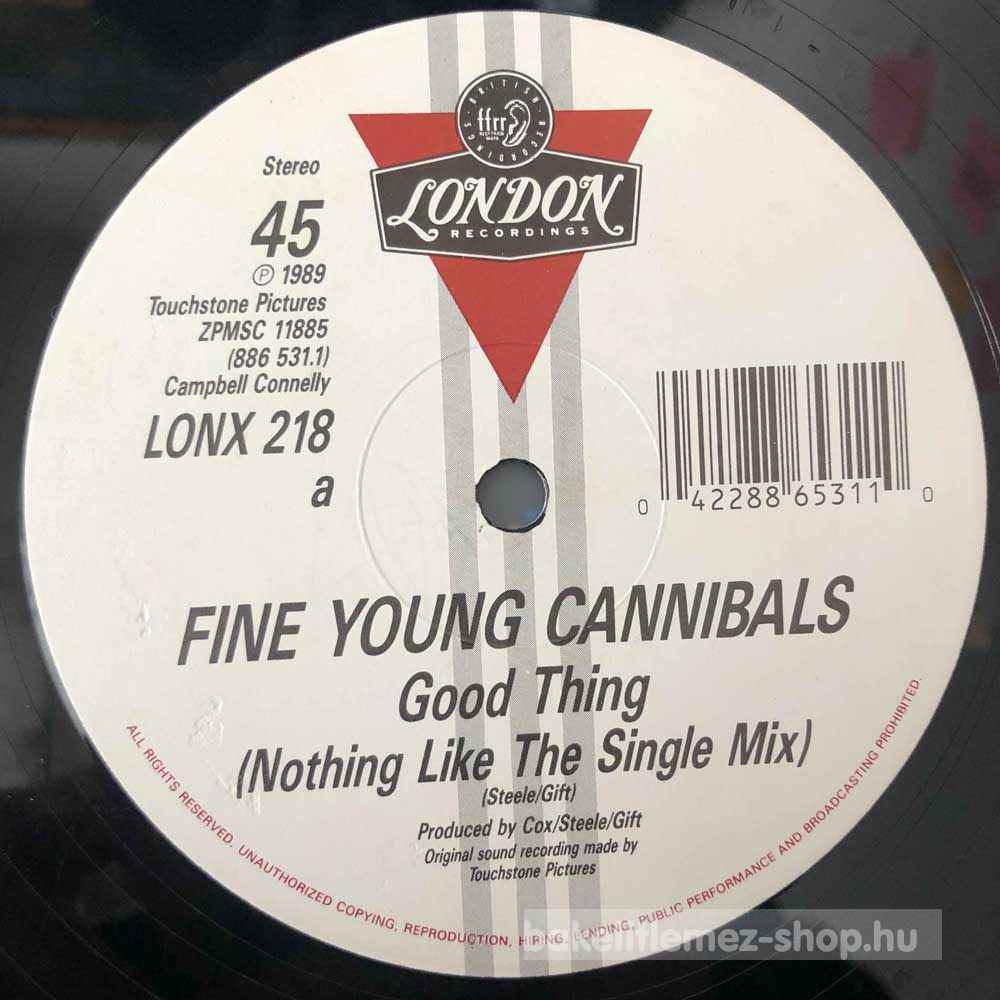 BRITISH RECORDINGS
ffrr
LONDON
RECORDINGS
Stereo
45
Ⓟ 1989
Touchstone Pictures
ZPMSC 11885
(886 531.1)
Campbell Connelly
LONX 218
a
0 42288 65311 0
FINE YOUNG CANNIBALS
Good Thing
(Nothing Like The Single Mix)
(Steele/Gift)
Produced by Cox/Steele/Gift
Original sound recording made by
Touchstone Pictures
ALL RIGHTS RESERVED. UNAUTHORIZED COPYING, REPRODUCTION, HIRING, LENDING, PUBLIC PERFORMANCE AND BROADCASTING PROHIBITED.
bakelitlemez-shop.hu